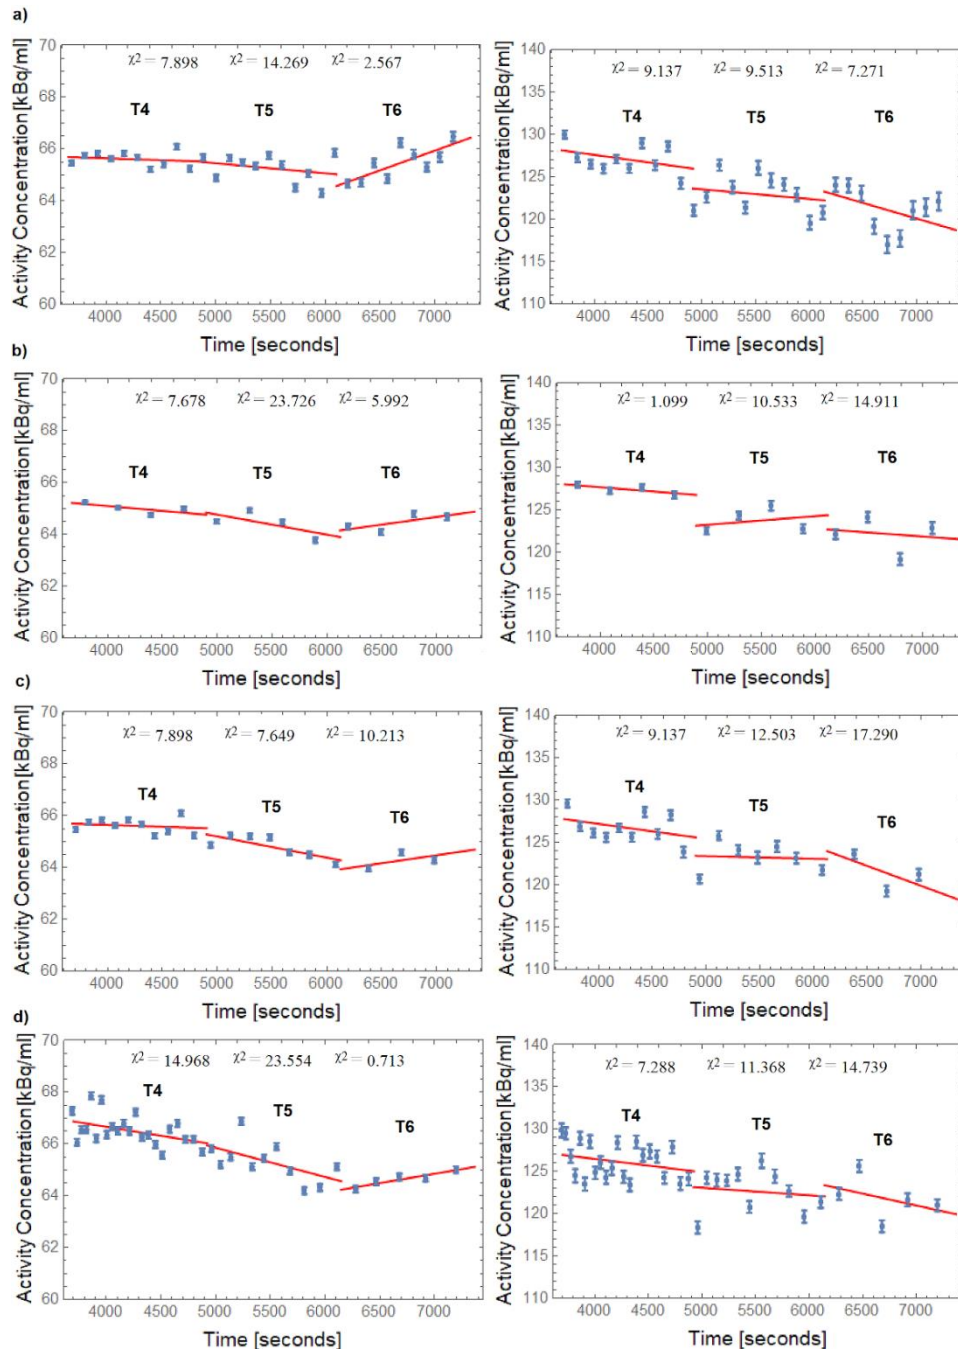 a)
χ2 = 7.898 χ2 = 14.269 χ2 = 2.567
T4 T5 T6
Activity Concentration[kBq/ml]
70
68
66
64
62
60
4000 4500 5000 5500 6000 6500 7000
Time [seconds]
χ2 = 9.137 χ2 = 9.513 χ2 = 7.271
T4 T5 T6
Activity Concentration[kBq/ml]
140
135
130
125
120
115
110
4000 4500 5000 5500 6000 6500 7000
Time [seconds]
b)
χ2 = 7.678 χ2 = 23.726 χ2 = 5.992
T4 T5 T6
Activity Concentration[kBq/ml]
70
68
66
64
62
60
4000 4500 5000 5500 6000 6500 7000
Time [seconds]
χ2 = 1.099 χ2 = 10.533 χ2 = 14.911
T4 T5 T6
Activity Concentration[kBq/ml]
140
135
130
125
120
115
110
4000 4500 5000 5500 6000 6500 7000
Time [seconds]
c)
χ2 = 7.898 χ2 = 7.649 χ2 = 10.213
T4 T5 T6
Activity Concentration[kBq/ml]
70
68
66
64
62
60
4000 4500 5000 5500 6000 6500 7000
Time [seconds]
χ2 = 9.137 χ2 = 12.503 χ2 = 17.290
T4 T5 T6
Activity Concentration[kBq/ml]
140
135
130
125
120
115
110
4000 4500 5000 5500 6000 6500 7000
Time [seconds]
d)
χ2 = 14.968 χ2 = 23.554 χ2 = 0.713
T4 T5 T6
Activity Concentration[kBq/ml]
70
68
66
64
62
60
4000 4500 5000 5500 6000 6500 7000
Time [seconds]
χ2 = 7.288 χ2 = 11.368 χ2 = 14.739
T4 T5 T6
Activity Concentration[kBq/ml]
140
135
130
125
120
115
110
4000 4500 5000 5500 6000 6500 7000
Time [seconds]